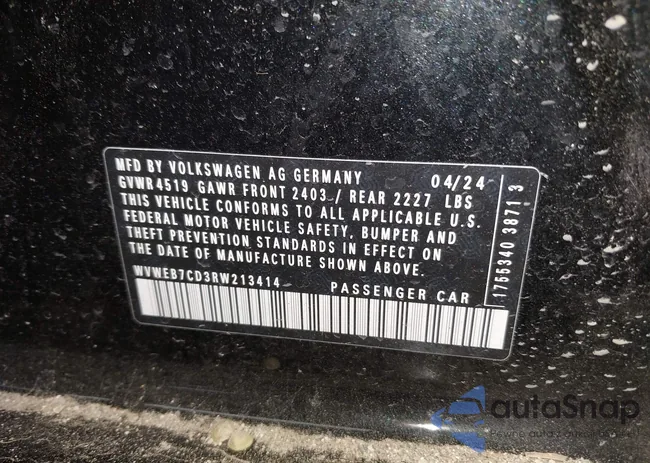 MFD BY VOLKSWAGEN AG GERMANY 04/24
GVWR 4519 GAWR FRONT 2403 / REAR 2227 LBS
THIS VEHICLE CONFORMS TO ALL APPLICABLE U.S.
FEDERAL MOTOR VEHICLE SAFETY, BUMPER AND
THEFT PREVENTION STANDARDS IN EFFECT ON
THE DATE OF MANUFACTURE SHOWN ABOVE.
WVWEB7CD3RW213414 PASSENGER CAR
1755340 3871 3
autoSnap